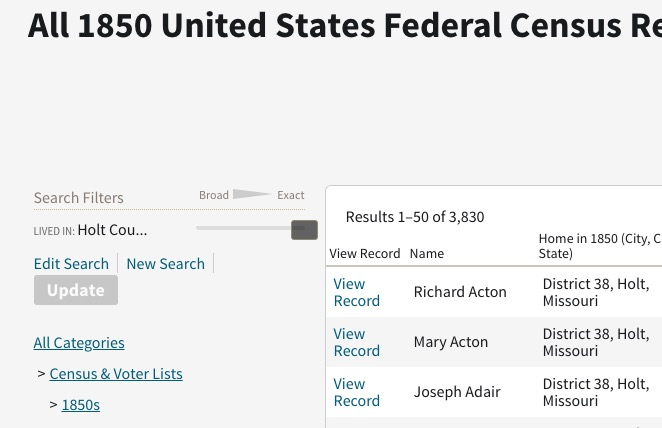 All 1850 United States Federal Census Re
Search Filters
Broad
Exact
LIVED IN: Holt Cou...
Edit Search
New Search
Update
All Categories
> Census & Voter Lists
> 1850s
Results 1–50 of 3,830
View Record
Name
Home in 1850 (City, C
State)
View
Record
Richard Acton
District 38, Holt,
Missouri
View
Record
Mary Acton
District 38, Holt,
Missouri
View
Record
Joseph Adair
District 38, Holt,
Missouri